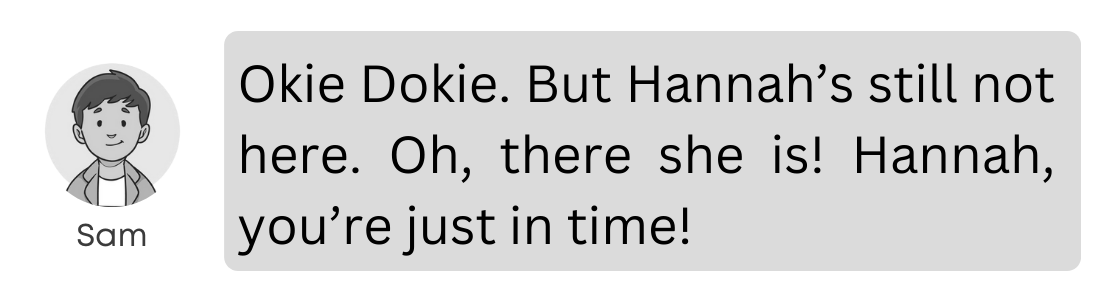 Okie Dokie. But Hannah’s still not
here. Oh, there she is! Hannah,
you’re just in time!
Sam